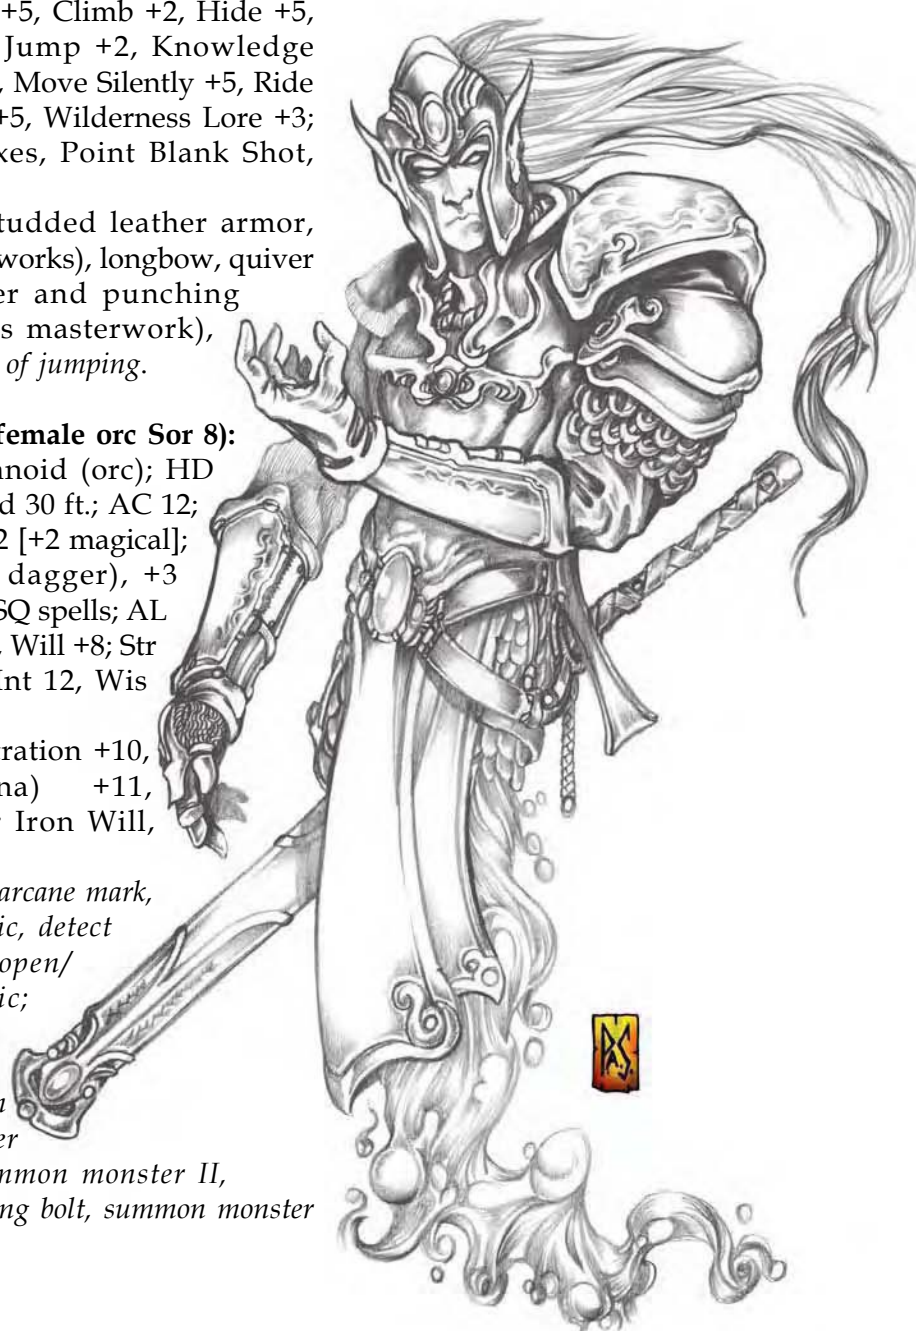 +5, Climb +2, Hide +5,
Jump +2, Knowledge
, Move Silently +5, Ride
+5, Wilderness Lore +3;
xes, Point Blank Shot,
tudded leather armor,
works), longbow, quiver
er and punching
s masterwork),
of jumping.
female orc Sor 8):
anoid (orc); HD
d 30 ft.; AC 12;
2 [+2 magical];
dagger), +3
SQ spells; AL
, Will +8; Str
Int 12, Wis
tration +10,
na) +11,
r Iron Will,
arcane mark,
ic, detect
open/
ic;
n
er
mmon monster II,
ng bolt, summon monster
P.A.S.